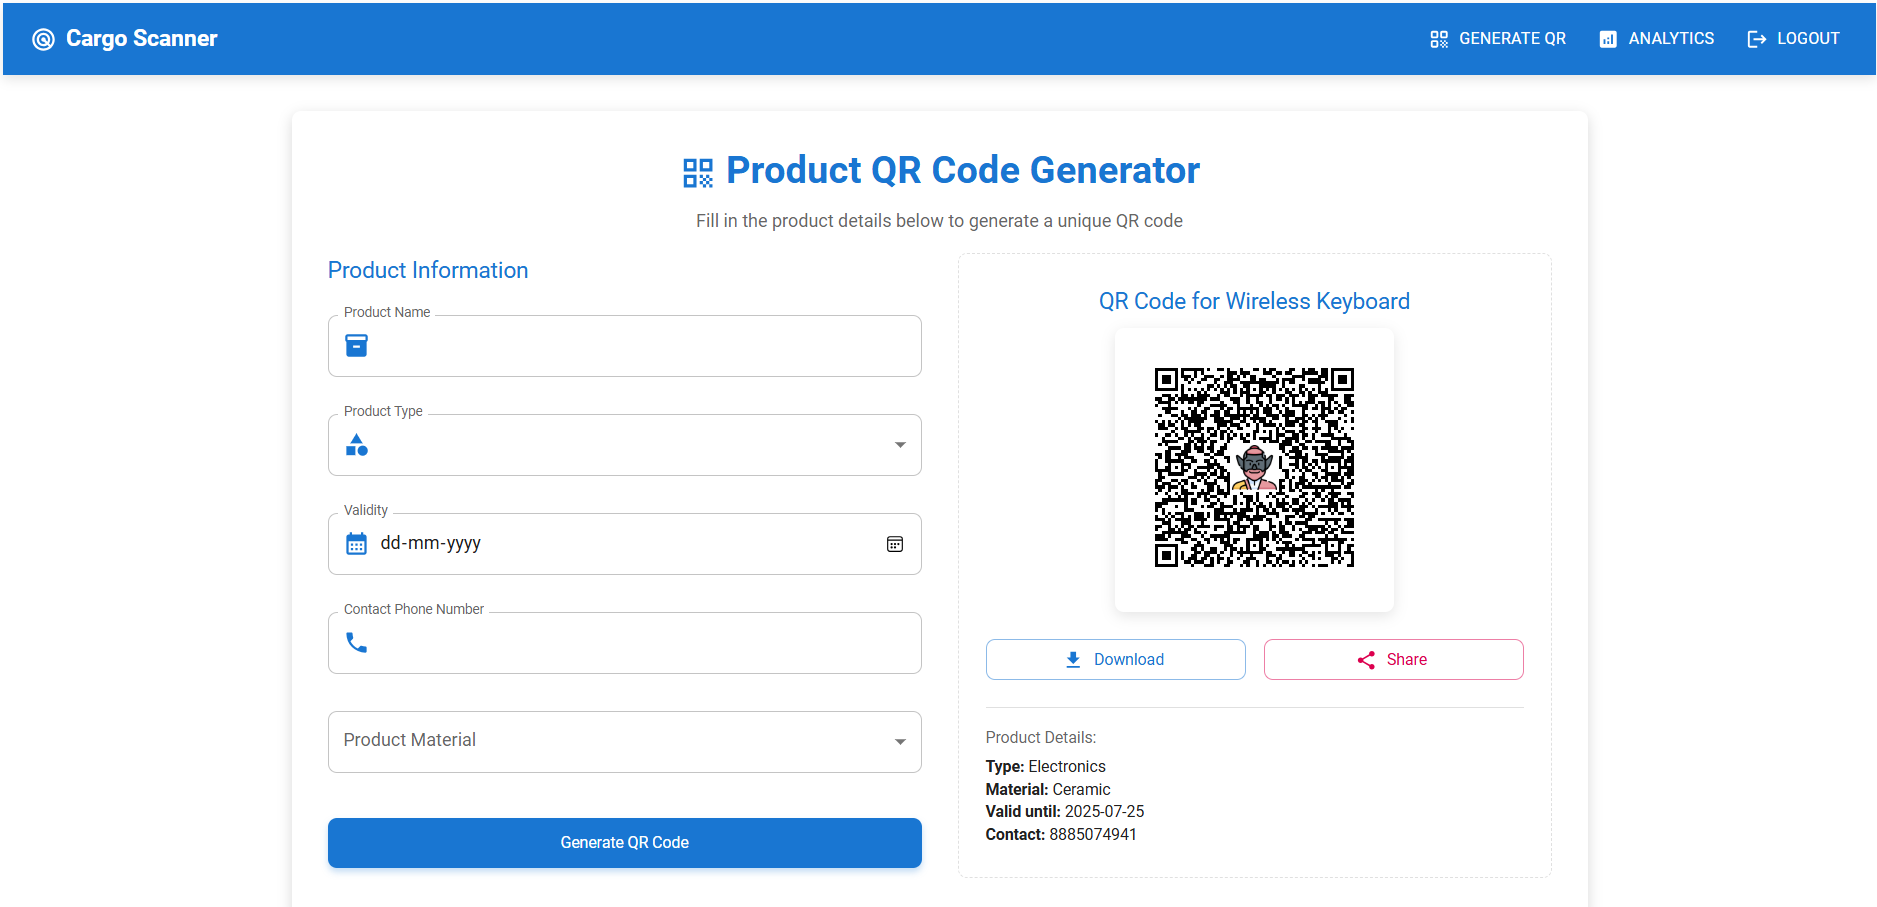 Cargo Scanner
GENERATE QR
ANALYTICS
LOGOUT
Product QR Code Generator
Fill in the product details below to generate a unique QR code
Product Information
Product Name
Product Type
Validity
dd-mm-yyyy
Contact Phone Number
Product Material
Generate QR Code
QR Code for Wireless Keyboard
Download
Share
Product Details:
Type: Electronics
Material: Ceramic
Valid until: 2025-07-25
Contact: 8885074941